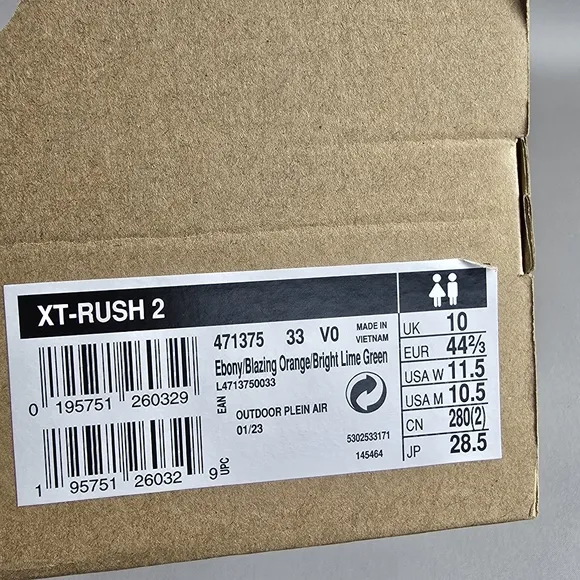 XT-RUSH 2
471375 33 V0 MADE IN VIETNAM
Ebony/Blazing Orange/Bright Lime Green
L4713750033
EAN
0 195751 260329
OUTDOOR PLEIN AIR
01/23
5302533171
145464
1 95751 26032 9
UPC
UK 10
EUR 44⅔
USA W 11.5
USA M 10.5
CN 280(2)
JP 28.5